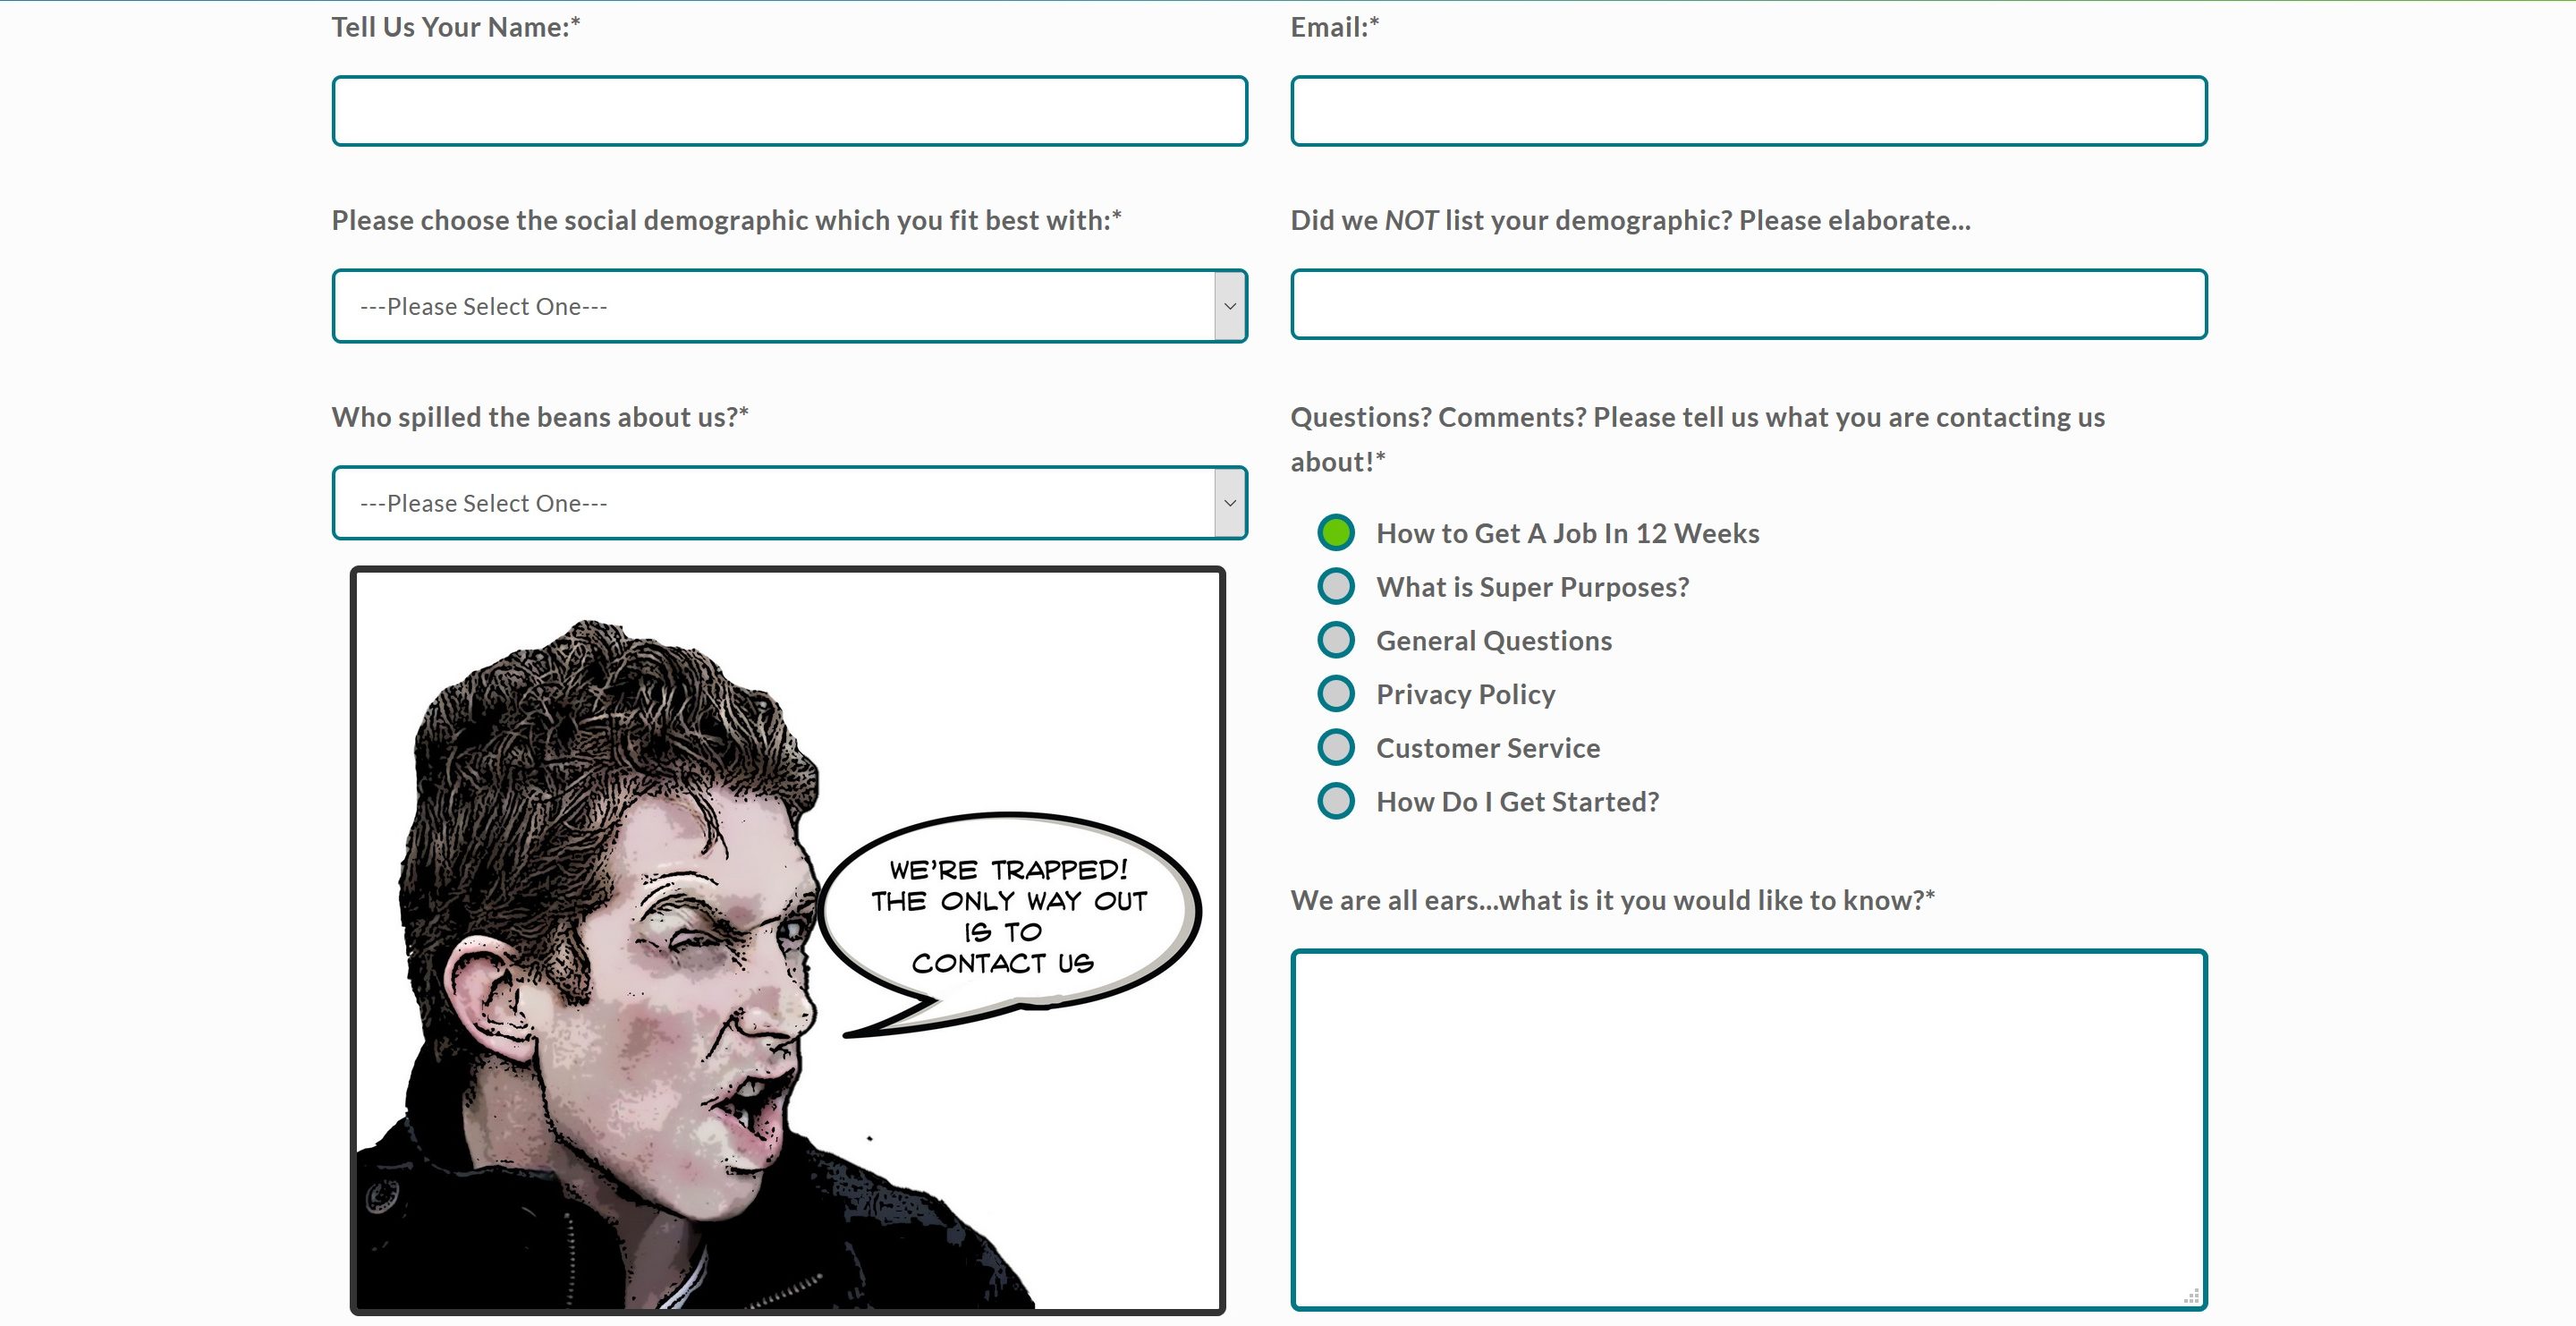 Tell Us Your Name:*
Email:*
Please choose the social demographic which you fit best with:*
Did we NOT list your demographic? Please elaborate...
---Please Select One---
Who spilled the beans about us?*
---Please Select One---
Questions? Comments? Please tell us what you are contacting us
about!*
How to Get A Job In 12 Weeks
What is Super Purposes?
General Questions
Privacy Policy
Customer Service
How Do I Get Started?
WE'RE TRAPPED!
THE ONLY WAY OUT
IS TO
CONTACT US
We are all ears...what is it you would like to know?*